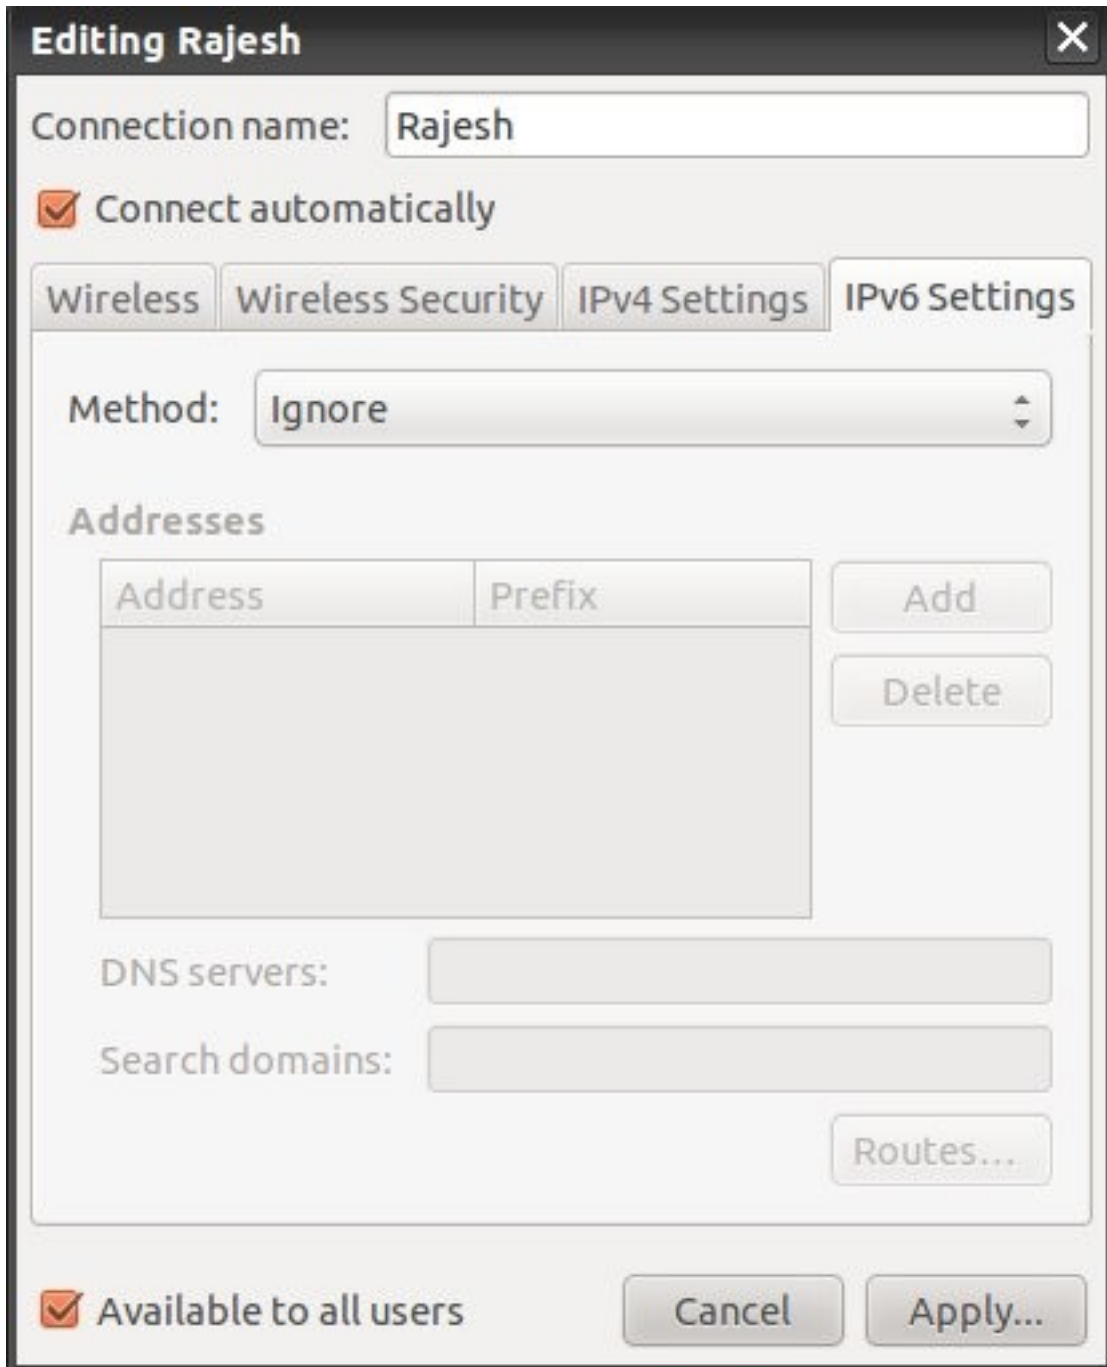 Editing Rajesh
Connection name: Rajesh
Connect automatically
Wireless Wireless Security IPv4 Settings IPv6 Settings
Method: Ignore
Addresses
Address Prefix Add
Delete
DNS servers:
Search domains:
Routes...
Available to all users Cancel Apply...